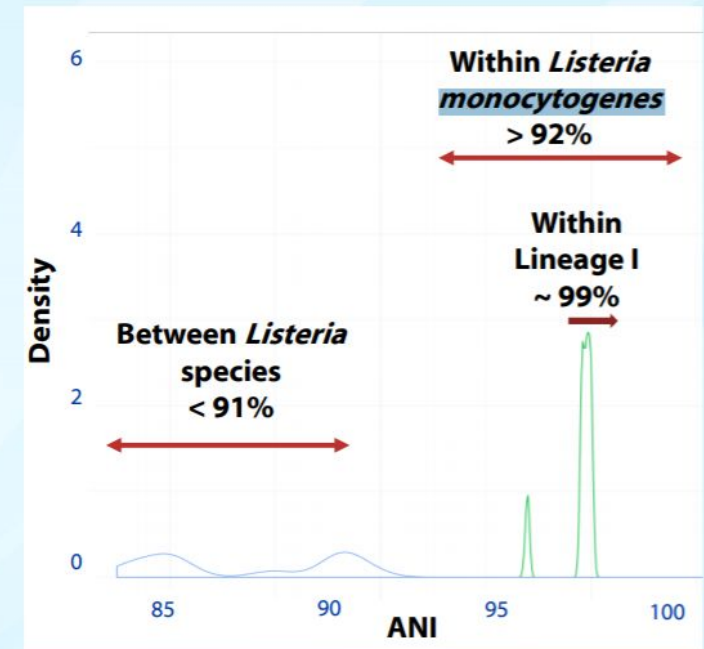 6
Within Listeria
monocytogenes
> 92%
4
Within
Lineage I
~ 99%
Density
Between Listeria
species
< 91%
2
0
85
90
95
100
ANI